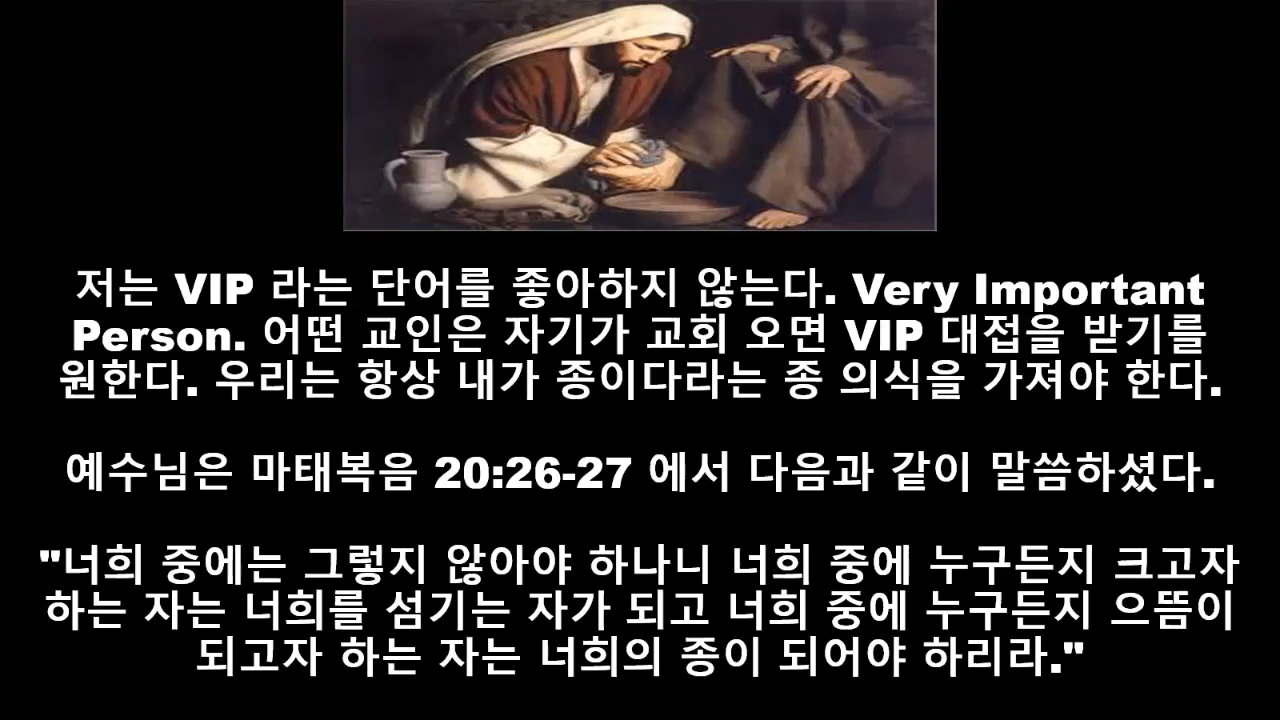 저는 VIP 라는 단어를 좋아하지 않는다. Very Important
Person. 어떤 교인은 자기가 교회 오면 VIP 대접을 받기를
원한다. 우리는 항상 내가 종이다라는 종 의식을 가져야 한다.
예수님은 마태복음 20:26-27 에서 다음과 같이 말씀하셨다.
"너희 중에는 그렇지 않아야 하나니 너희 중에 누구든지 크고자
하는 자는 너희를 섬기는 자가 되고 너희 중에 누구든지 으뜸이
되고자 하는 자는 너희의 종이 되어야 하리라."